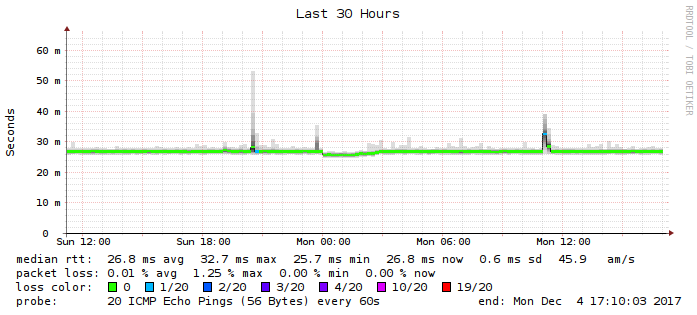 Last 30 Hours
RRDTOOL / TOBI OETIKER
Seconds
60 m
50 m
40 m
30 m
20 m
10 m
0
Sun 12:00 Sun 18:00 Mon 00:00 Mon 06:00 Mon 12:00
median rtt: 26.8 ms avg 32.7 ms max 25.7 ms min 26.8 ms now 0.6 ms sd 45.9 am/s
packet loss: 0.01 % avg 1.25 % max 0.00 % min 0.00 % now
loss color: 0 1/20 2/20 3/20 4/20 10/20 19/20
probe: 20 ICMP Echo Pings (56 Bytes) every 60s end: Mon Dec 4 17:10:03 2017